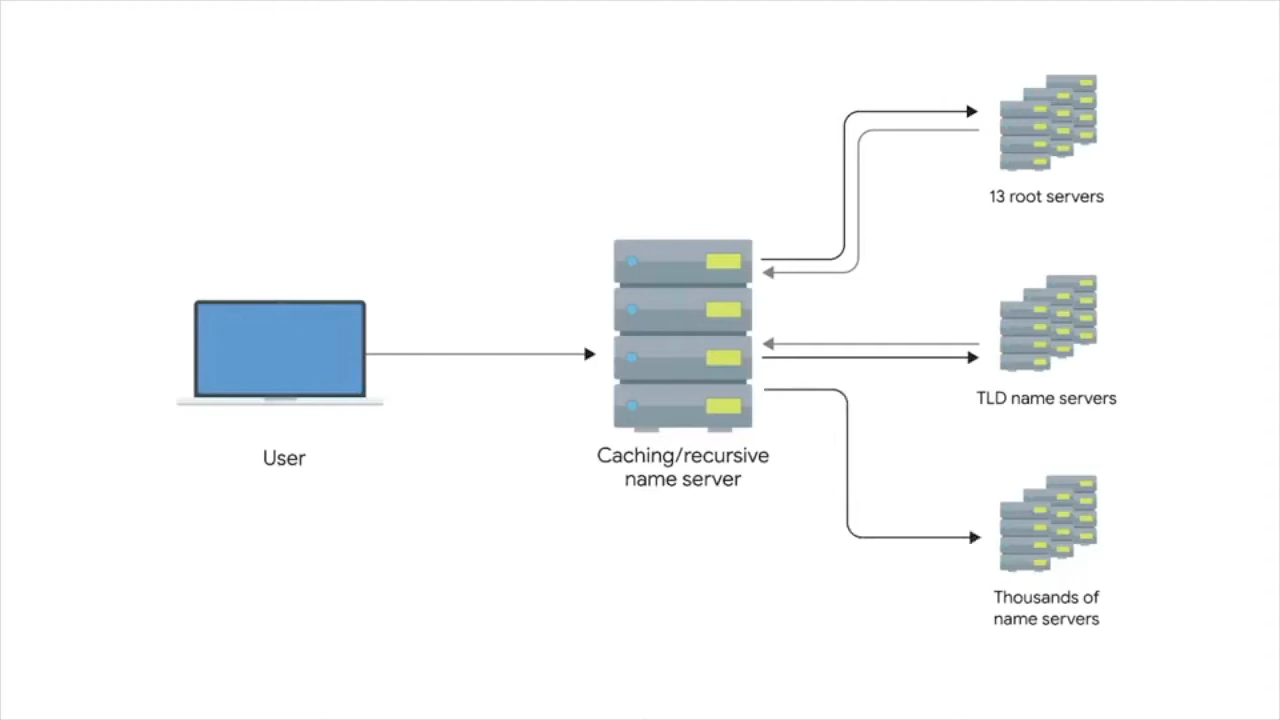 13 root servers
TLD name servers
User
Caching/recursive
name server
Thousands of
name servers